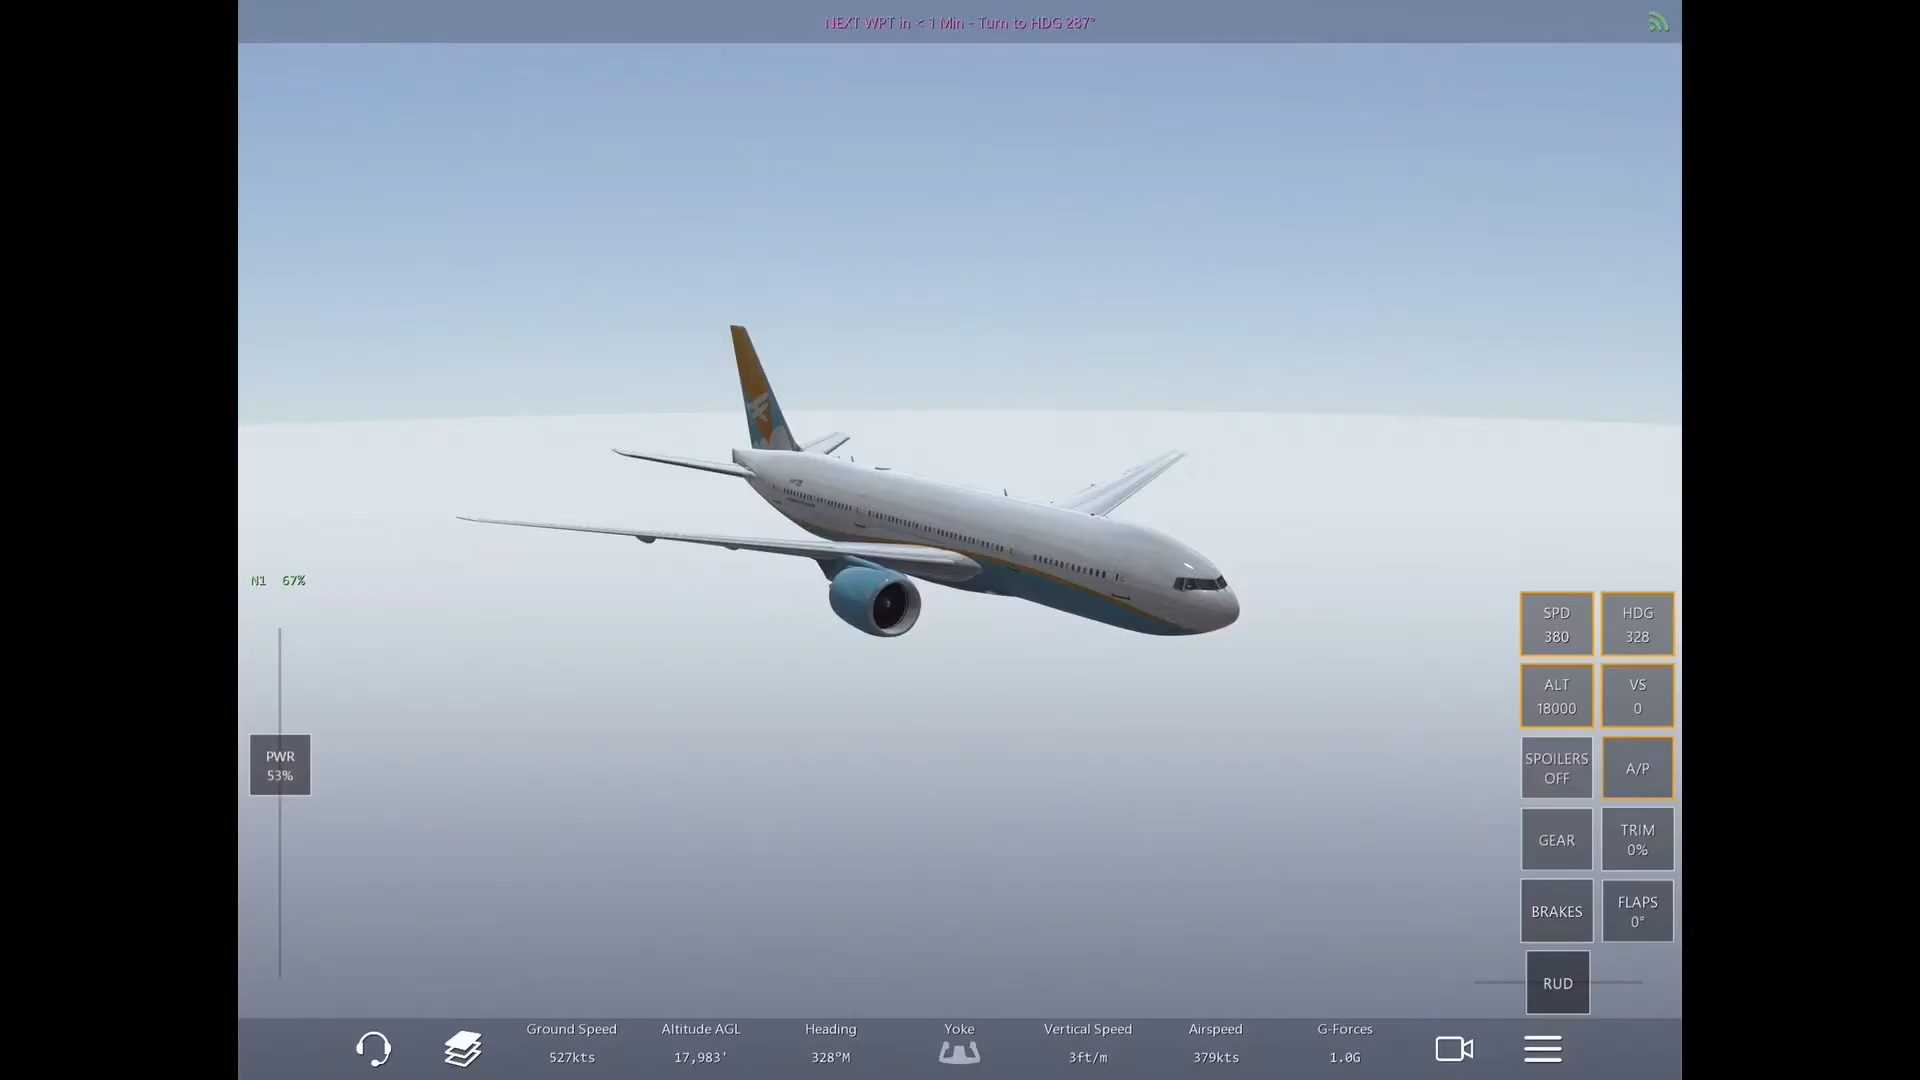 NEXT WPT in < 1 Min - Turn to HDG 287°
N1 67%
SPD
380
HDG
328
ALT
18000
VS
0
PWR
53%
SPOILERS
OFF
A/P
GEAR
TRIM
0%
BRAKES
FLAPS
0°
RUD
Ground Speed
527kts
Altitude AGL
17,983'
Heading
328°M
Yoke
Vertical Speed
3ft/m
Airspeed
379kts
G-Forces
1.0G